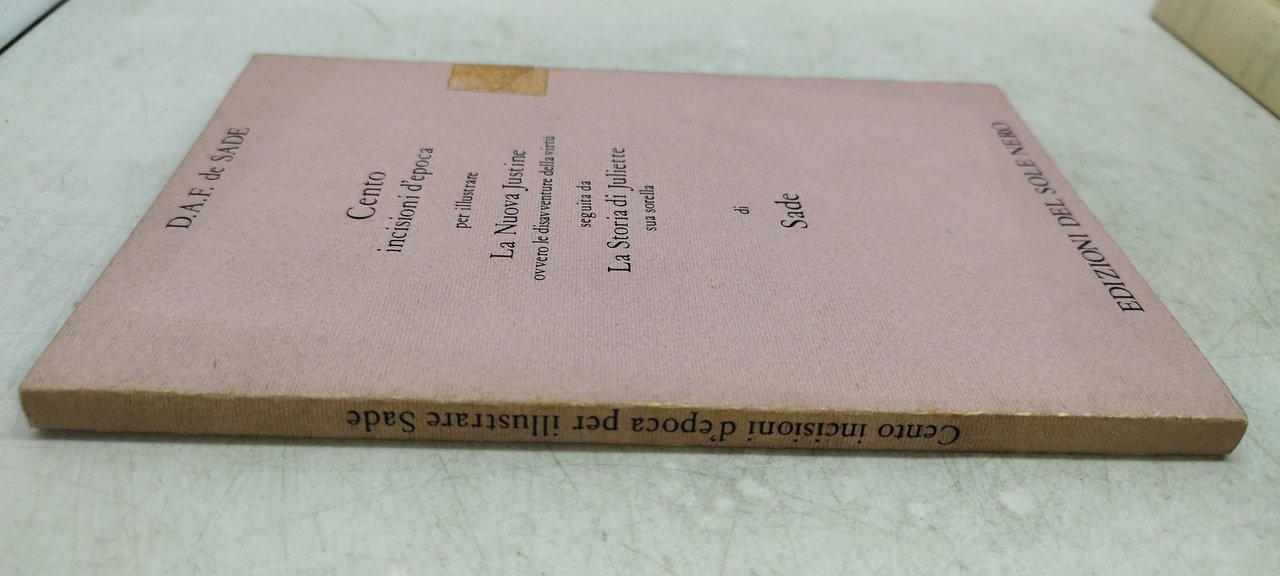 D.A.F. de SADE
Cento
incisioni d'epoca
per illustrare
La Nuova Justine
ovvero le disavventure della virtù
seguita da
La Storia di Juliette
sua sorella
di
Sade
EDIZIONI DEL SOLE NERO
Cento incisioni d'epoca per illustrare Sade